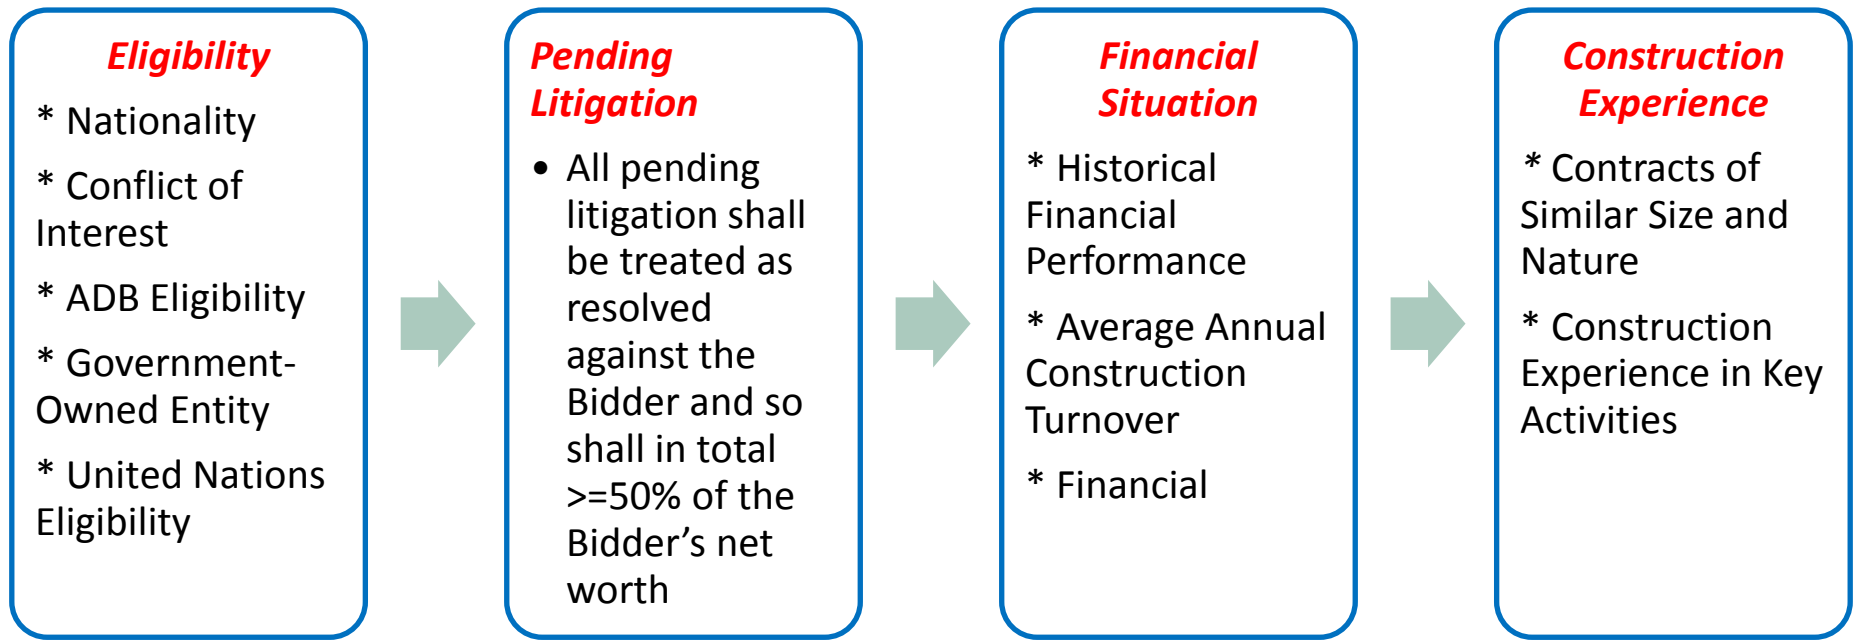 Eligibility
* Nationality
* Conflict of
Interest
* ADB Eligibility
* Government-
Owned Entity
* United Nations
Eligibility
Pending
Litigation
• All pending
litigation shall
be treated as
resolved
against the
Bidder and so
shall in total
>=50% of the
Bidder’s net
worth
Financial
Situation
* Historical
Financial
Performance
* Average Annual
Construction
Turnover
* Financial
Construction
Experience
* Contracts of
Similar Size and
Nature
* Construction
Experience in Key
Activities